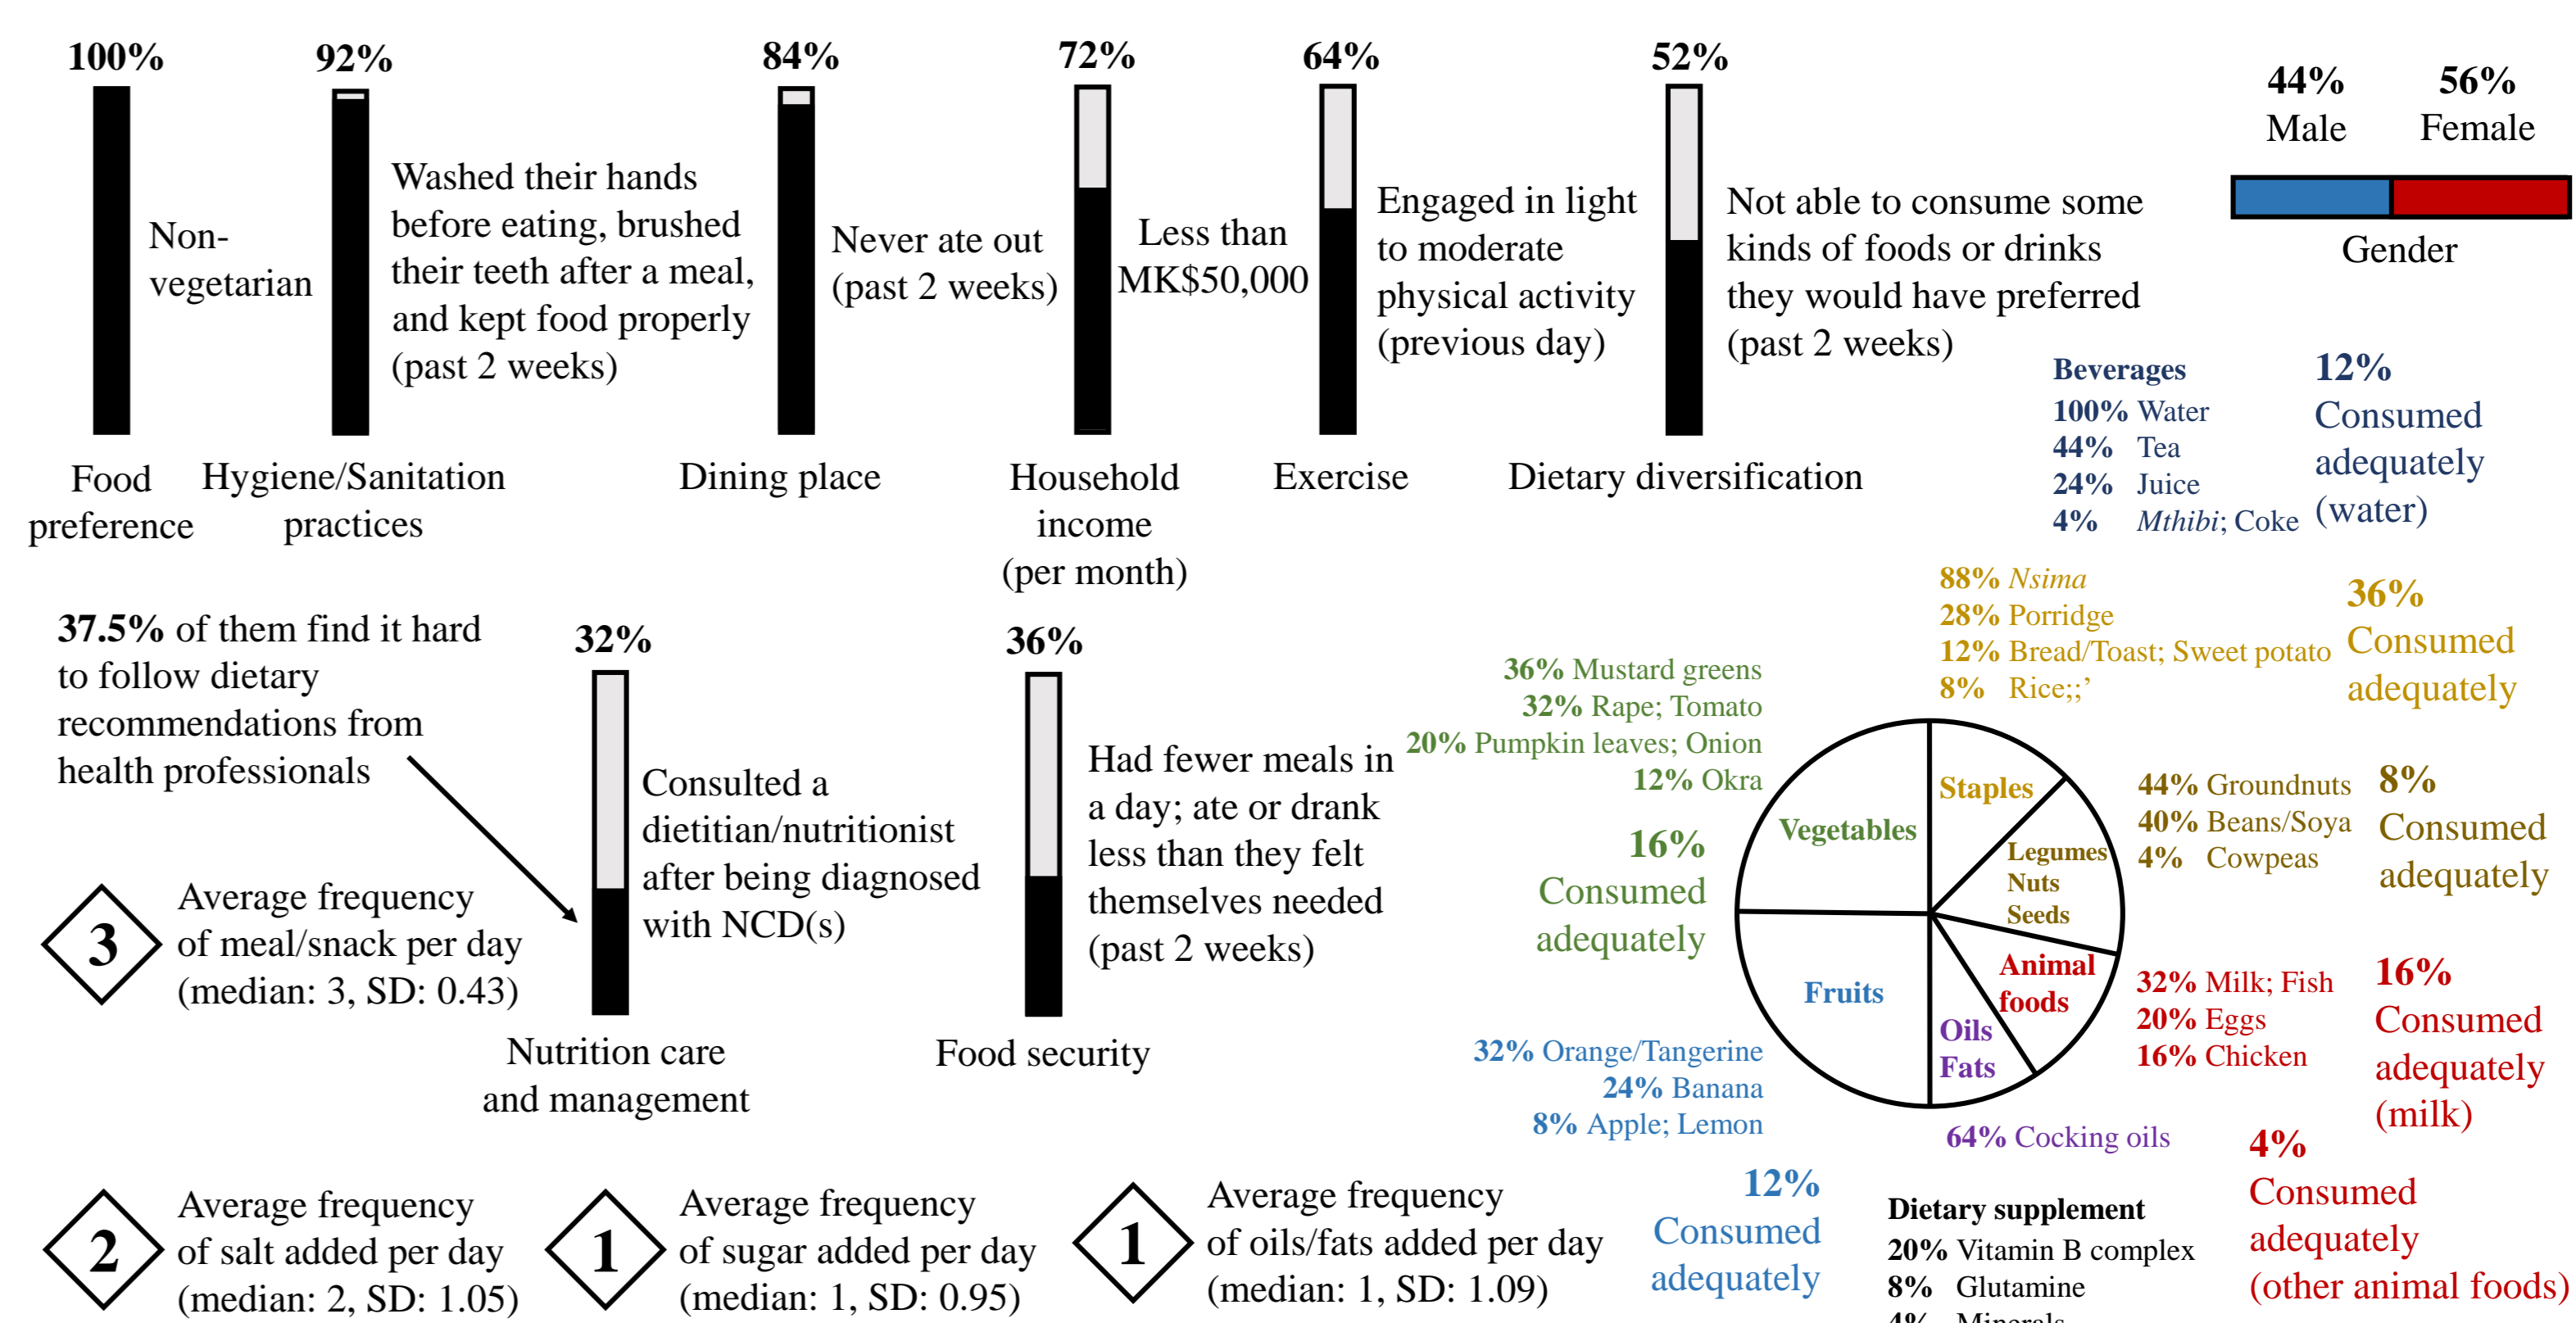 100%
Non-
vegetarian
Food
preference
92%
Washed their hands
before eating, brushed
their teeth after a meal,
and kept food properly
(past 2 weeks)
Hygiene/Sanitation
practices
84%
Never ate out
(past 2 weeks)
Dining place
72%
Less than
MK$50,000
Household
income
(per month)
64%
Engaged in light
to moderate
physical activity
(previous day)
Exercise
52%
Not able to consume some
kinds of foods or drinks
they would have preferred
(past 2 weeks)
Dietary diversification
44% 56%
Male Female
Gender
Beverages
100% Water
44% Tea
24% Juice
4% Mthibi; Coke
12%
Consumed
adequately
(water)
37.5% of them find it hard
to follow dietary
recommendations from
health professionals
32%
Consulted a
dietitian/nutritionist
after being diagnosed
with NCD(s)
Nutrition care
and management
36%
Had fewer meals in
a day; ate or drank
less than they felt
themselves needed
(past 2 weeks)
Food security
3
Average frequency
of meal/snack per day
(median: 3, SD: 0.43)
2
Average frequency
of salt added per day
(median: 2, SD: 1.05)
1
Average frequency
of sugar added per day
(median: 1, SD: 0.95)
1
Average frequency
of oils/fats added per day
(median: 1, SD: 1.09)
88% Nsima
28% Porridge
12% Bread/Toast; Sweet potato
8% Rice;;’
36%
Consumed
adequately
36% Mustard greens
32% Rape; Tomato
20% Pumpkin leaves; Onion
12% Okra
16%
Consumed
adequately
Vegetables
Staples
Legumes
Nuts
Seeds
Animal
foods
Oils
Fats
Fruits
44% Groundnuts
40% Beans/Soya
4% Cowpeas
8%
Consumed
adequately
32% Milk; Fish
20% Eggs
16% Chicken
16%
Consumed
adequately
(milk)
4%
Consumed
adequately
(other animal foods)
64% Cocking oils
32% Orange/Tangerine
24% Banana
8% Apple; Lemon
12%
Consumed
adequately
Dietary supplement
20% Vitamin B complex
8% Glutamine
4% Minerals